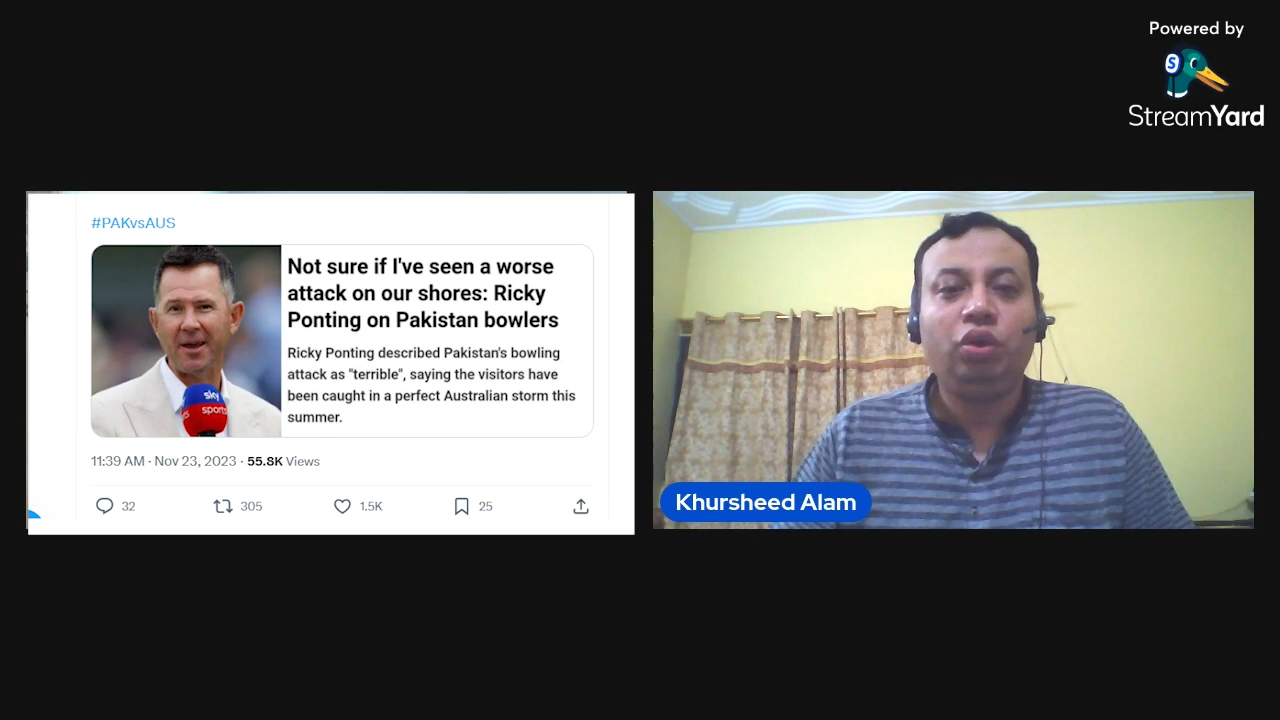 Powered by
StreamYard
#PAKvsAUS
Not sure if I've seen a worse
attack on our shores: Ricky
Ponting on Pakistan bowlers
Ricky Ponting described Pakistan's bowling
attack as "terrible", saying the visitors have
been caught in a perfect Australian storm this
summer.
sky
sports
11:39 AM · Nov 23, 2023 · 55.8K Views
32 305 1.5K 25
Khursheed Alam